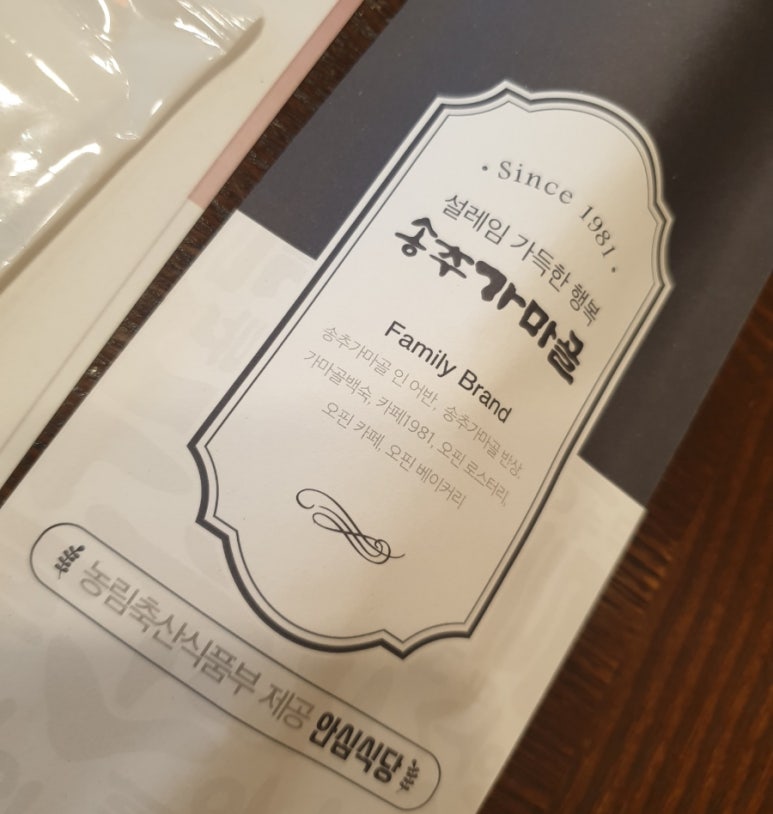 · Since 1981 ·
설레임 가득한 행복
송추가마골
Family Brand
송추가마골 인 어반, 송추가마골 반상,
가마골백숙, 카페1981, 오핀 로스터리,
오핀 카페, 오핀 베이커리
농림축산식품부 제공 안심식당